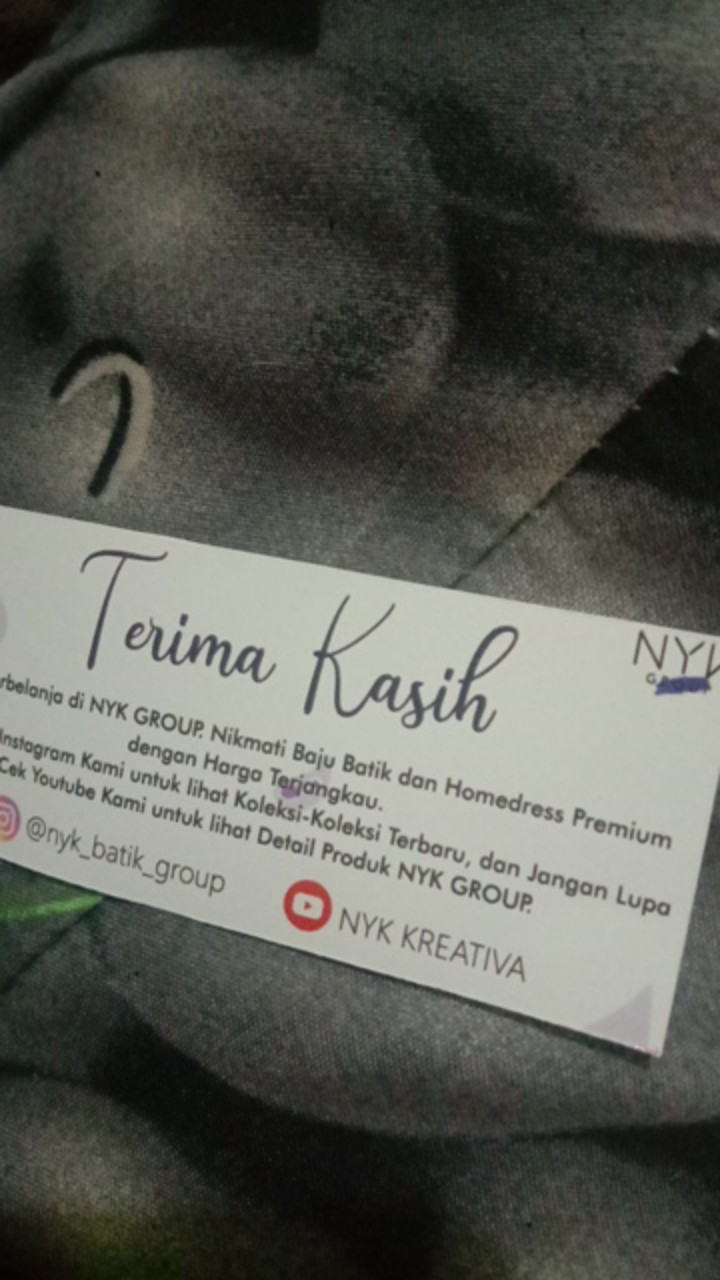 Terima Kasih
NYK
GROUP
rbelanja di NYK GROUP. Nikmati Baju Batik dan Homedress Premium
dengan Harga Terjangkau.
Instagram Kami untuk lihat Koleksi-Koleksi Terbaru, dan Jangan Lupa
Cek Youtube Kami untuk lihat Detail Produk NYK GROUP.
@nyk_batik_group
NYK KREATIVA